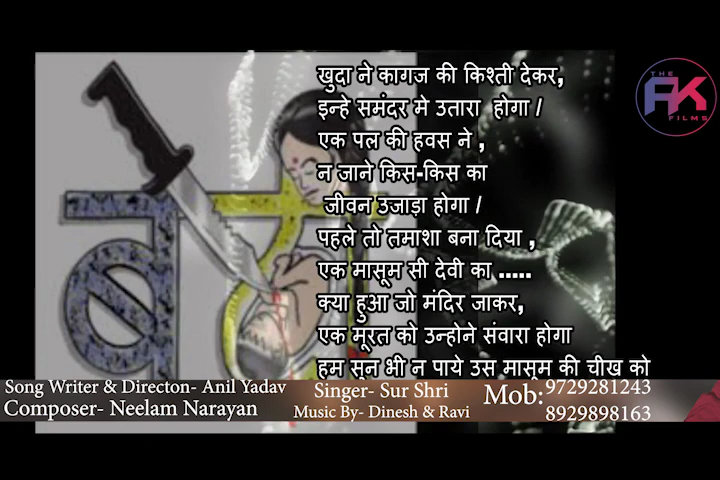 खुदा ने कागज की किश्ती देकर,
इन्हे समंदर मे उतारा होगा /
एक पल की हवस ने ,
न जाने किस-किस का
जीवन उजाड़ा होगा /
पहले तो तमाशा बना दिया ,
एक मासूम सी देवी का .....
क्या हुआ जो मंदिर जाकर,
एक मूरत को उन्होने संवारा होगा
हम सुन भी न पाये उस मासूम की चीख को
THE
AK
FILMS
Song Writer & Directon- Anil Yadav
Composer- Neelam Narayan
Singer- Sur Shri
Music By- Dinesh & Ravi
Mob: 9729281243
8929898163